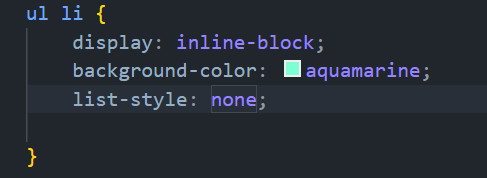 ul li {
    display: inline-block;
    background-color: aquamarine;
    list-style: none;
}